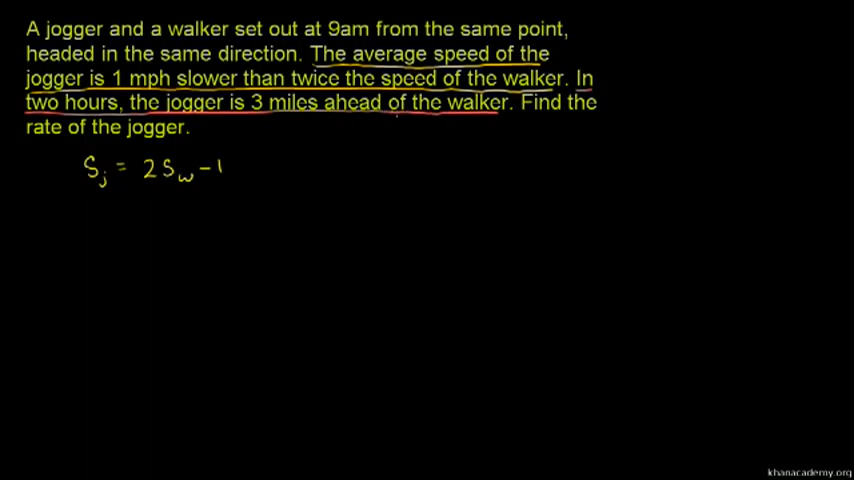 A jogger and a walker set out at 9am from the same point,
headed in the same direction. The average speed of the
jogger is 1 mph slower than twice the speed of the walker. In
two hours, the jogger is 3 miles ahead of the walker. Find the
rate of the jogger.
Sj = 2Sw - 1
khanacademy.org